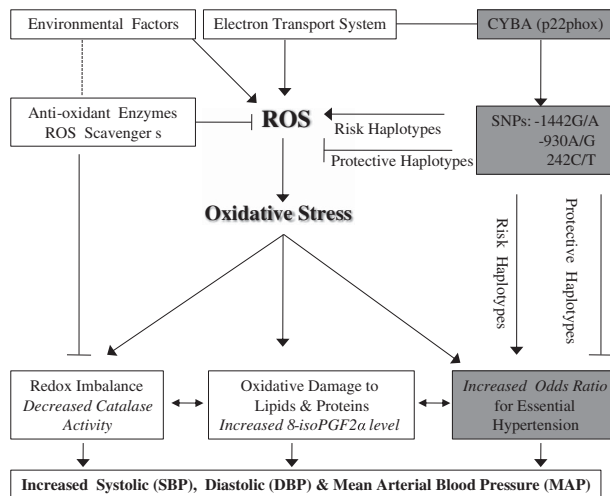 Environmental Factors
Electron Transport System
CYBA (p22phox)
Anti-oxidant Enzymes
ROS Scavenger s
ROS
Risk Haplotypes
Protective Haplotypes
SNPs: -1442G/A
-930A/G
242C/T
Oxidative Stress
Risk
Haplotypes
Protective
Haplotypes
Redox Imbalance
Decreased Catalase
Activity
Oxidative Damage to
Lipids & Proteins
Increased 8-isoPGF2α level
Increased Odds Ratio
for Essential
Hypertension
Increased Systolic (SBP), Diastolic (DBP) & Mean Arterial Blood Pressure (MAP)